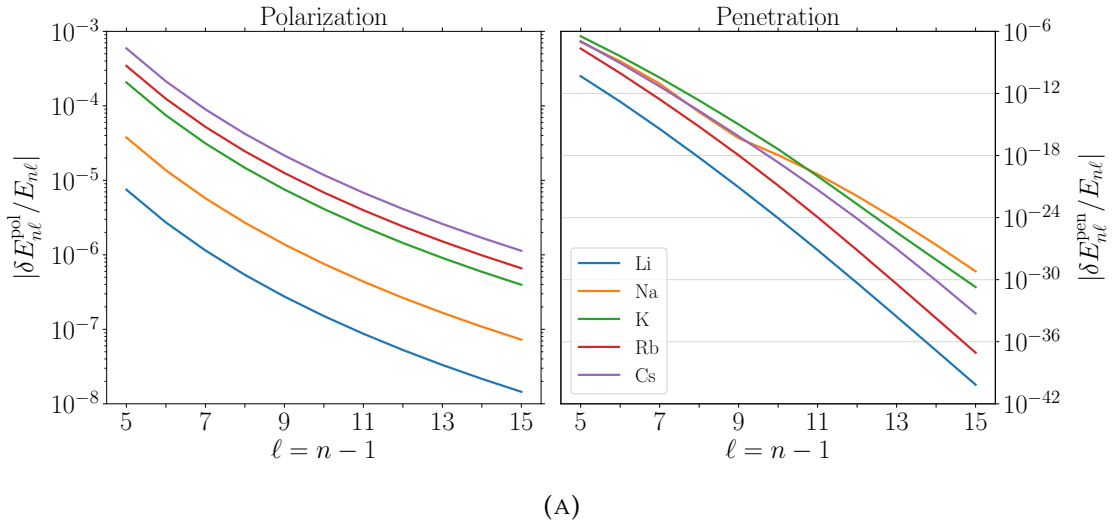 Polarization
Penetration
|δE^pol_nℓ/E_nℓ|
10⁻³
10⁻⁴
10⁻⁵
10⁻⁶
10⁻⁷
10⁻⁸
5 7 9 11 13 15
ℓ = n − 1
Li
Na
K
Rb
Cs
5 7 9 11 13 15
ℓ = n − 1
10⁻⁶
10⁻¹²
10⁻¹⁸
10⁻²⁴
10⁻³⁰
10⁻³⁶
10⁻⁴²
|δE^pen_nℓ/E_nℓ|
(A)